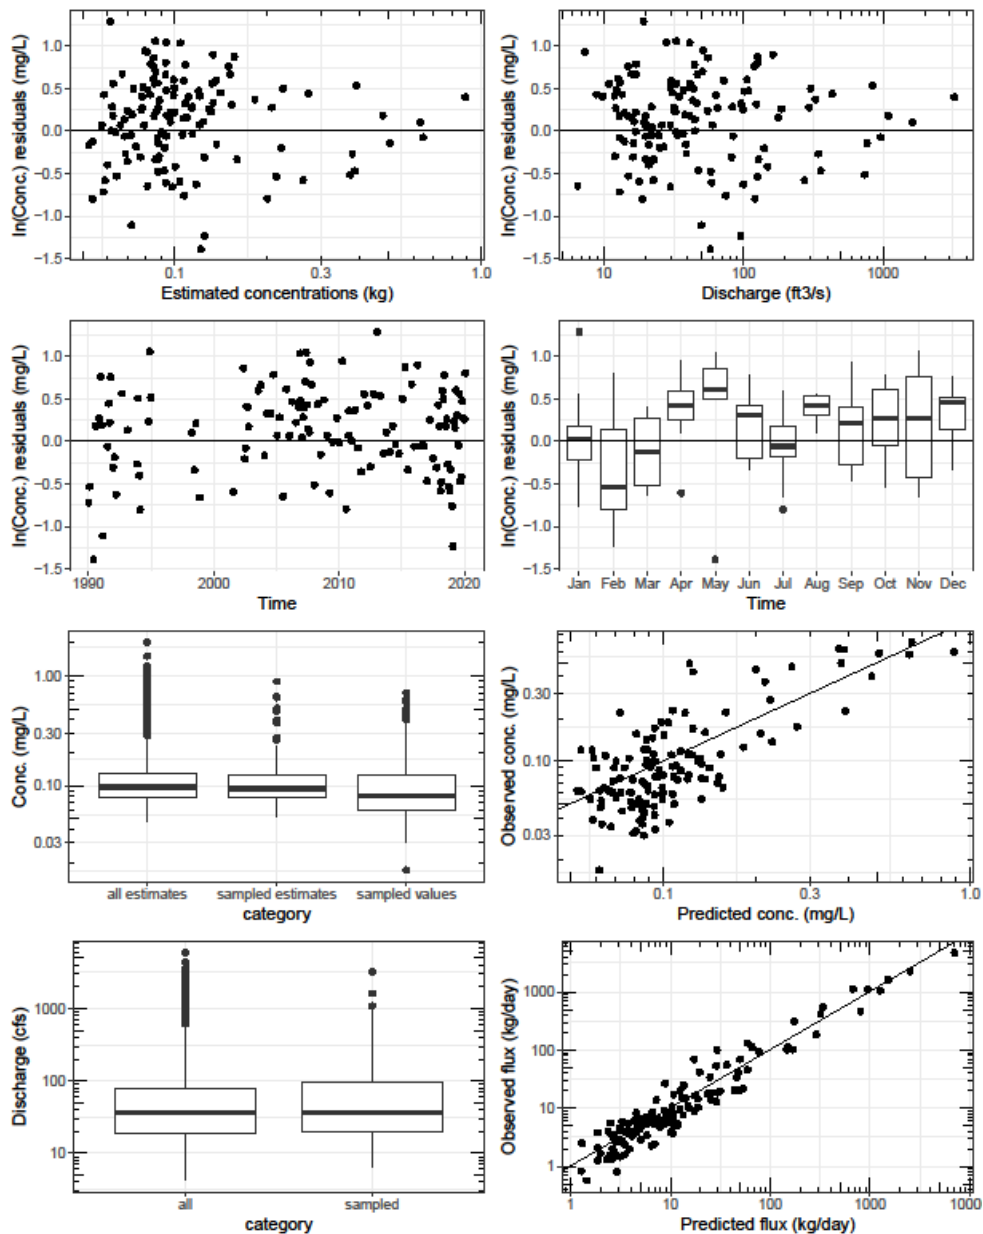 ln(Conc.) residuals (mg/L)
1.0
0.5
0.0
−0.5
−1.0
−1.5
0.1
0.3
1.0
Estimated concentrations (kg)
ln(Conc.) residuals (mg/L)
1.0
0.5
0.0
−0.5
−1.0
−1.5
10
100
1000
Discharge (ft3/s)
ln(Conc.) residuals (mg/L)
1.0
0.5
0.0
−0.5
−1.0
−1.5
1990
2000
2010
2020
Time
ln(Conc.) residuals (mg/L)
1.0
0.5
0.0
−0.5
−1.0
−1.5
Jan Feb Mar Apr May Jun Jul Aug Sep Oct Nov Dec
Time
Conc. (mg/L)
1.00
0.30
0.10
0.03
all estimates
sampled estimates
sampled values
category
Observed conc. (mg/L)
0.30
0.10
0.03
0.1
0.3
1.0
Predicted conc. (mg/L)
Discharge (cfs)
1000
100
10
all
sampled
category
Observed flux (kg/day)
1000
100
10
1
1
10
100
1000
10000
Predicted flux (kg/day)